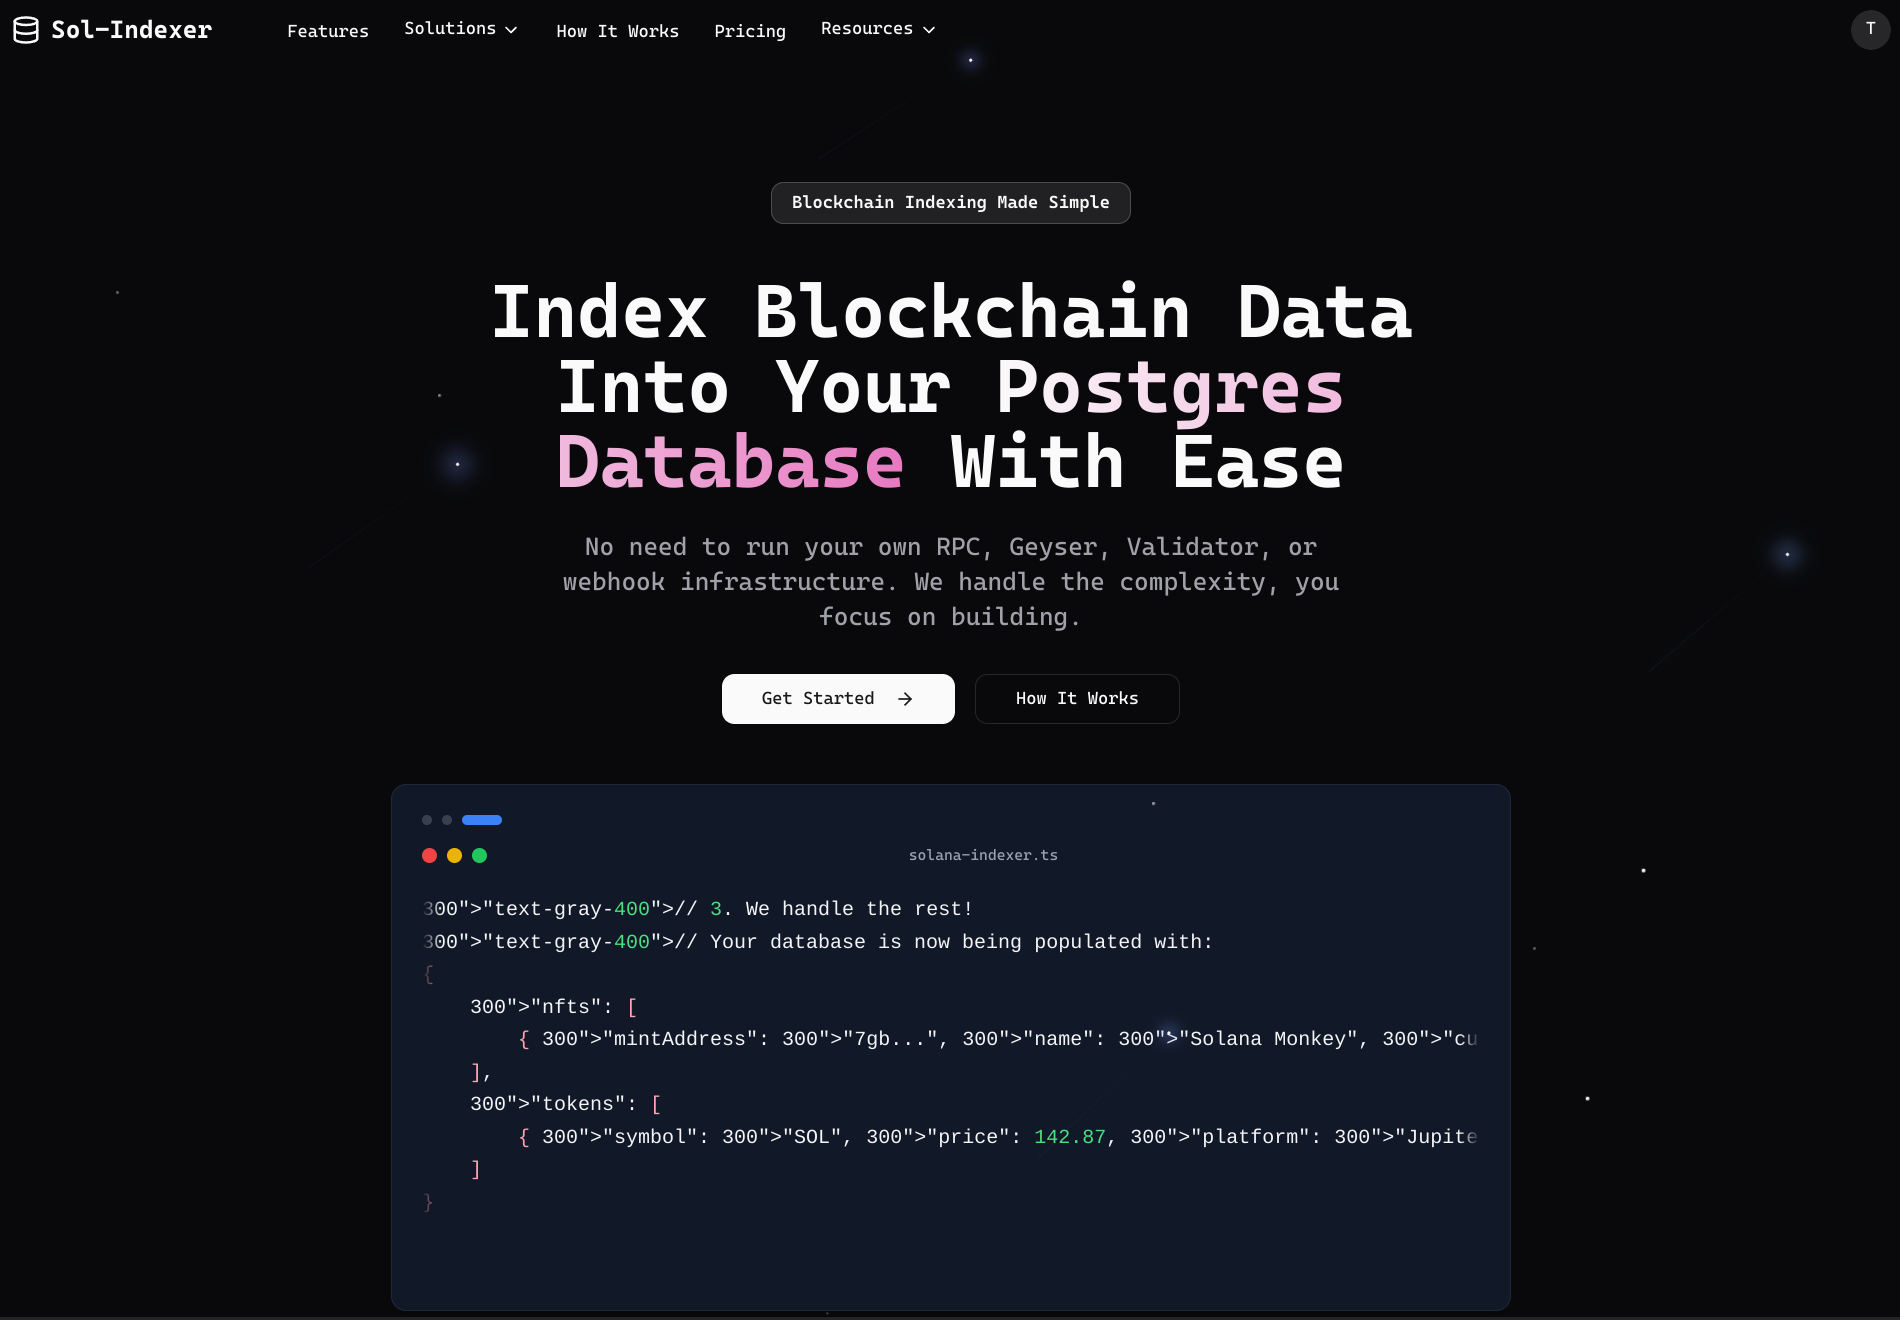 Sol-Indexer
Features
Solutions
How It Works
Pricing
Resources
T
Blockchain Indexing Made Simple
Index Blockchain Data
Into Your Postgres
Database With Ease
No need to run your own RPC, Geyser, Validator, or
webhook infrastructure. We handle the complexity, you
focus on building.
Get Started →
How It Works
solana-indexer.ts
300">"text-gray-400">// 3. We handle the rest!
300">"text-gray-400">// Your database is now being populated with:
{
    300">"nfts": [
        { 300">"mintAddress": 300">"7gb...", 300">"name": 300">"Solana Monkey", 300">"cu
    ],
    300">"tokens": [
        { 300">"symbol": 300">"SOL", 300">"price": 142.87, 300">"platform": 300">"Jupite
    ]
}